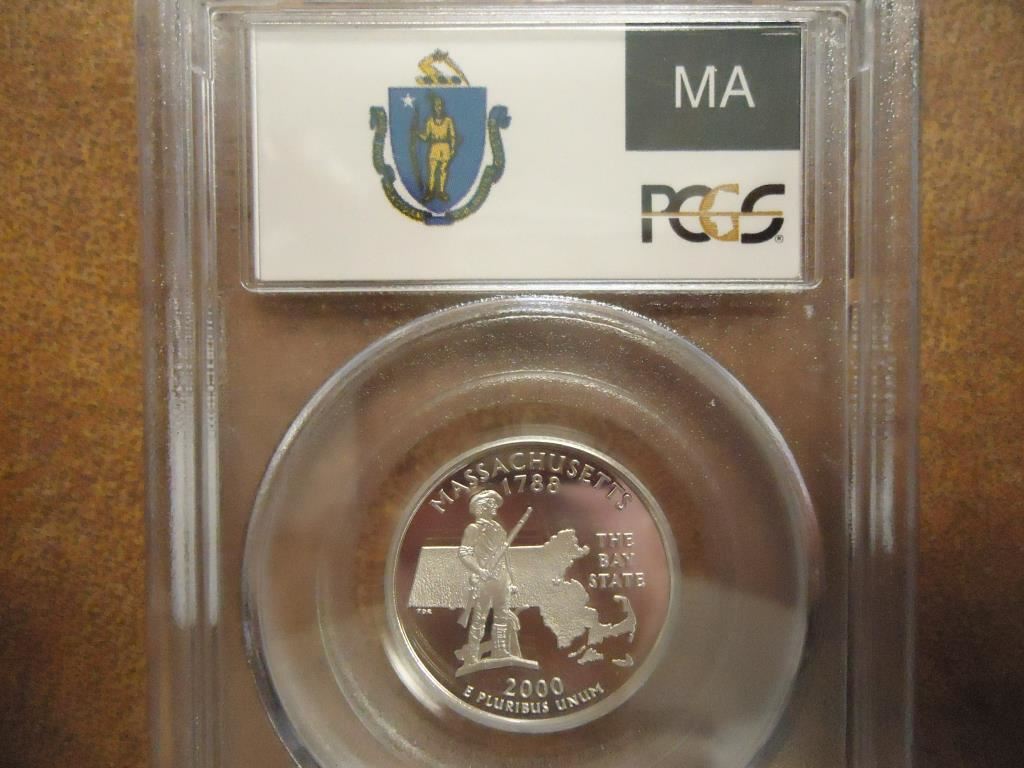 MA
PCGS®
MASSACHUSETTS
1788
THE
BAY
STATE
2000
E PLURIBUS UNUM